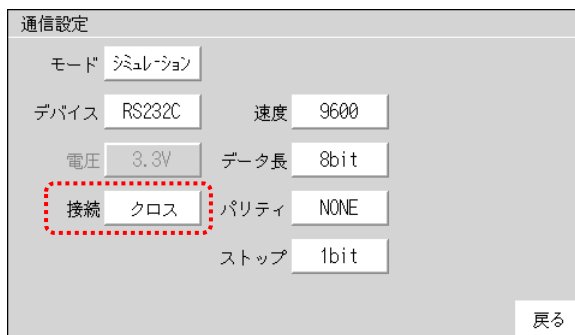 通信設定
モード ｼﾐｭﾚｰｼｮﾝ
デバイス RS232C 速度 9600
電圧 3.3V データ長 8bit
接続 クロス パリティ NONE
ストップ 1bit
戻る